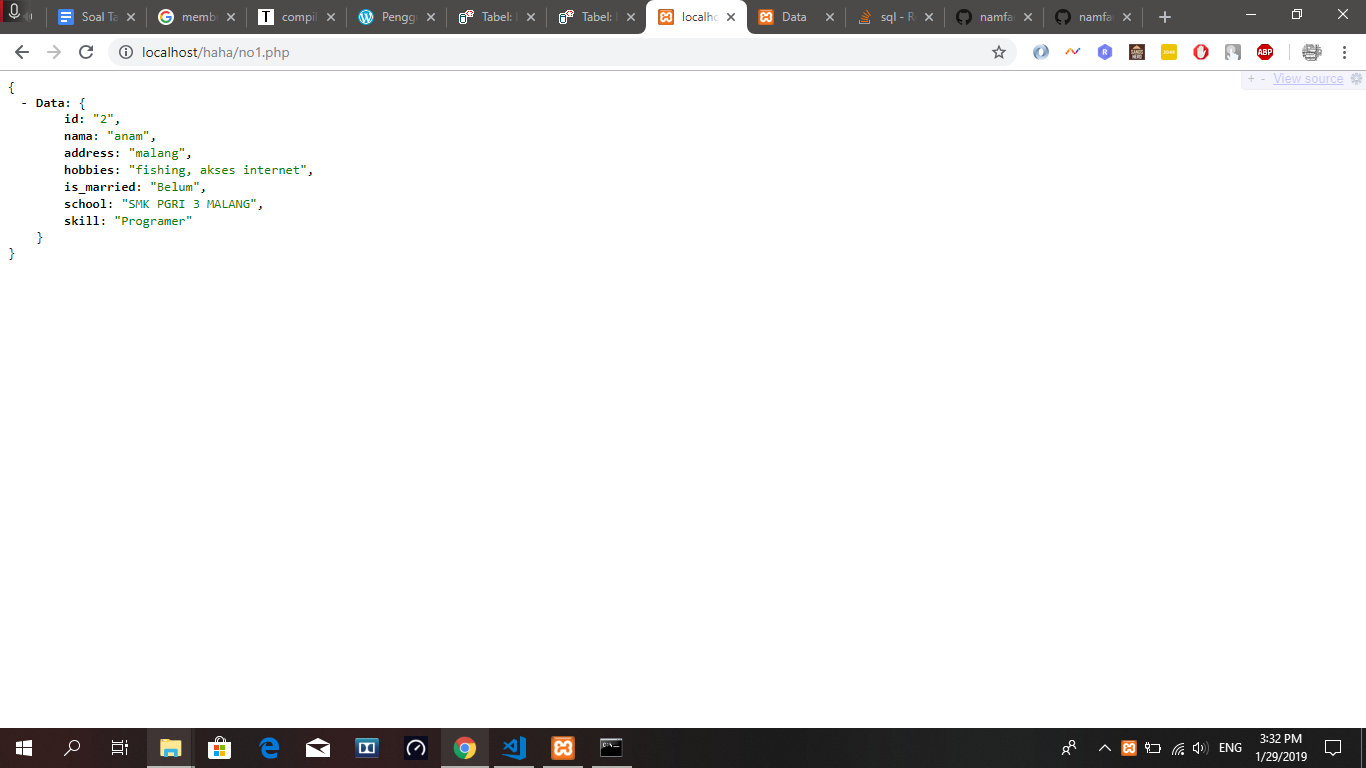 Soal Ta
memb
compil
Pengg
Tabel:
Tabel:
localho
Data
sql - R
namfa
namfa
localhost/haha/no1.php
ABP
+ - View source
{
- Data: {
id: "2",
nama: "anam",
address: "malang",
hobbies: "fishing, akses internet",
is_married: "Belum",
school: "SMK PGRI 3 MALANG",
skill: "Programer"
}
}
ENG
3:32 PM
1/29/2019